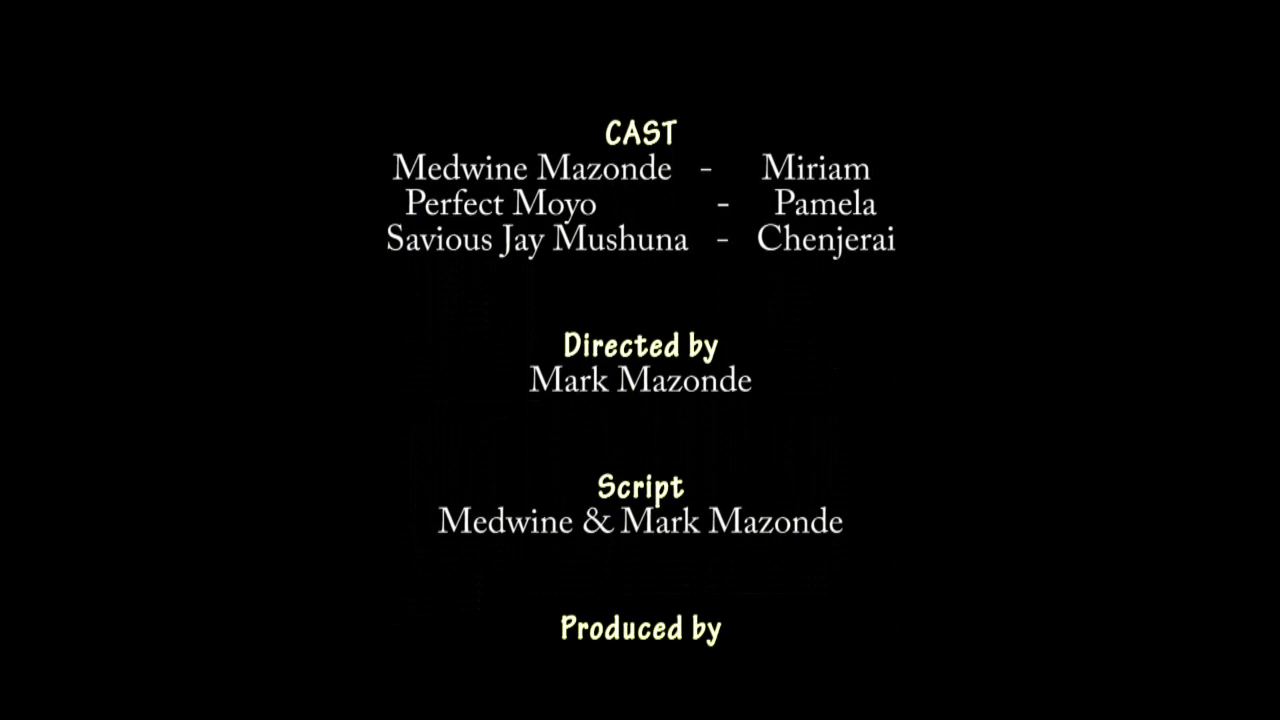 CAST
Medwine Mazonde - Miriam
Perfect Moyo - Pamela
Savious Jay Mushuna - Chenjerai
Directed by
Mark Mazonde
Script
Medwine & Mark Mazonde
Produced by